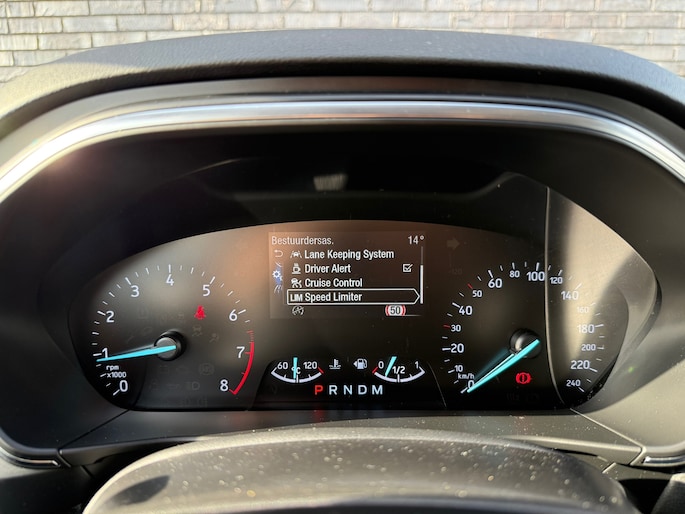 Bestuurdersas. 14°
Lane Keeping System
Driver Alert
Cruise Control
LIM Speed Limiter
(50)
0
1
2
3
4
5
6
7
8
rpm
x1000
60 °C 120
0 1/2 1
P R N D M
0
10
20
30
40
50
60
80
100
120
140
180
220
240
km/h